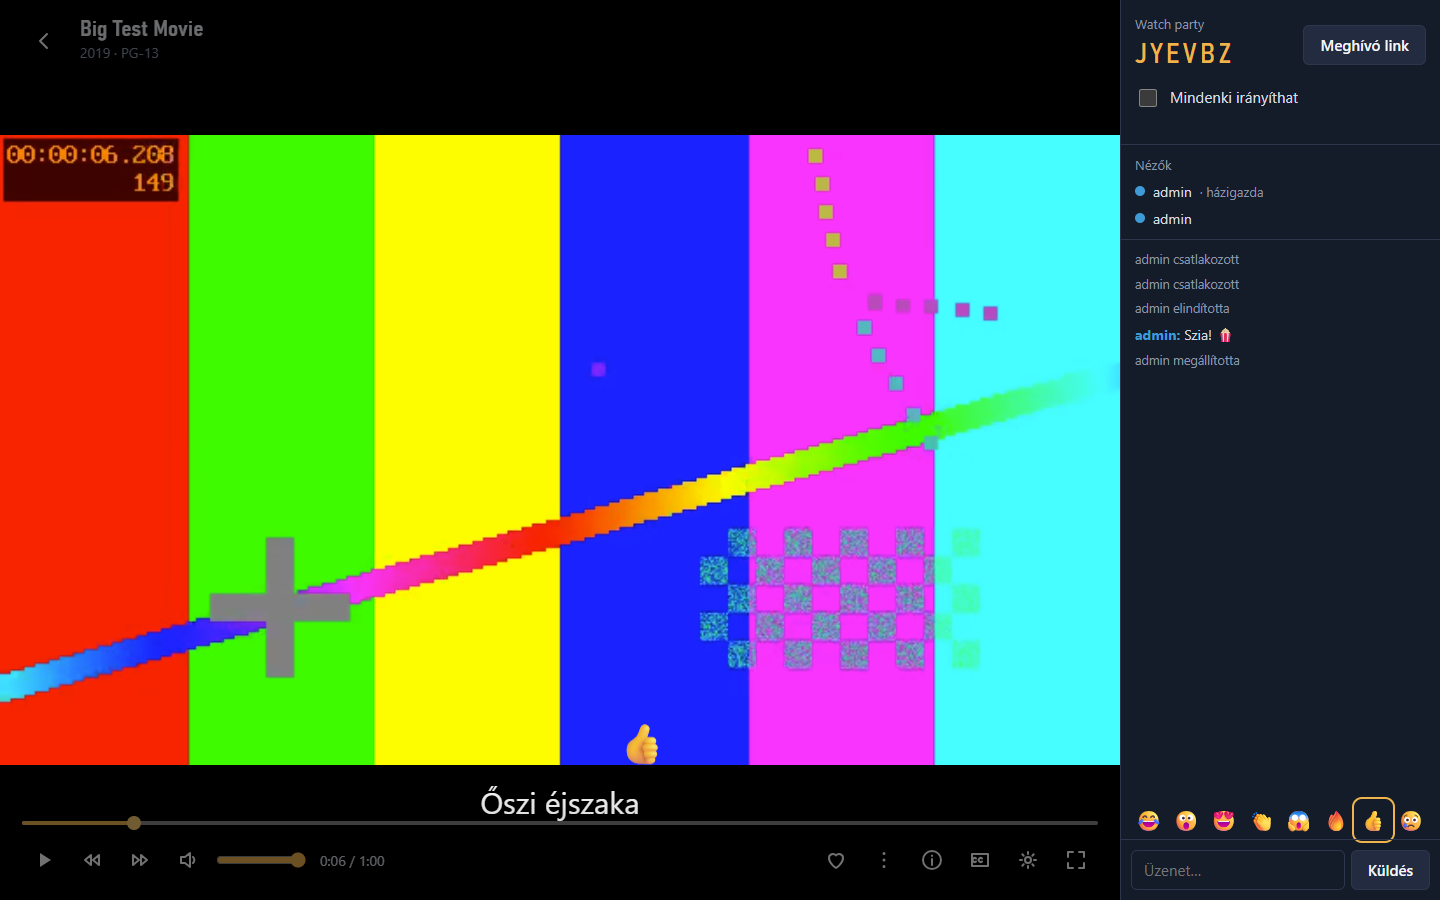 Big Test Movie
2019 · PG-13
00:00:06.208
149
Őszi éjszaka
0:06 / 1:00
CC
Watch party
JYEVBZ
Meghívó link
Mindenki irányíthat
Nézők
admin · házigazda
admin
admin csatlakozott
admin csatlakozott
admin elindította
admin: Szia! 🍿
admin megállította
Üzenet...
Küldés